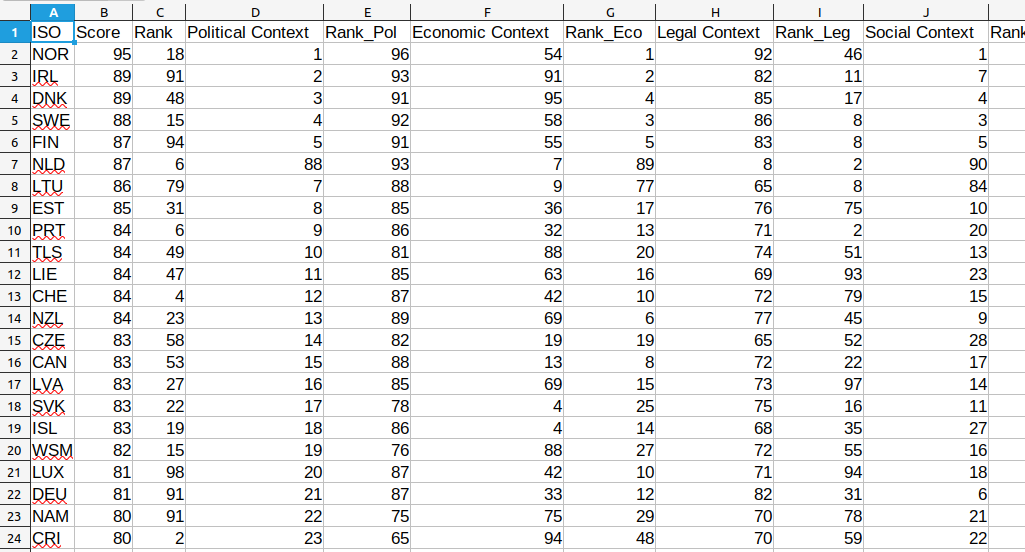 A B C D E F G H I J
1 ISO Score Rank Political Context Rank_Pol Economic Context Rank_Eco Legal Context Rank_Leg Social Context
2 NOR 95 18 1 96 54 1 92 46 1
3 IRL 89 91 2 93 91 2 82 11 7
4 DNK 89 48 3 91 95 4 85 17 4
5 SWE 88 15 4 92 58 3 86 8 3
6 FIN 87 94 5 91 55 5 83 8 5
7 NLD 87 6 88 93 7 89 8 2 90
8 LTU 86 79 7 88 9 77 65 8 84
9 EST 85 31 8 85 36 17 76 75 10
10 PRT 84 6 9 86 32 13 71 2 20
11 TLS 84 49 10 81 88 20 74 51 13
12 LIE 84 47 11 85 63 16 69 93 23
13 CHE 84 4 12 87 42 10 72 79 15
14 NZL 84 23 13 89 69 6 77 45 9
15 CZE 83 58 14 82 19 19 65 52 28
16 CAN 83 53 15 88 13 8 72 22 17
17 LVA 83 27 16 85 69 15 73 97 14
18 SVK 83 22 17 78 4 25 75 16 11
19 ISL 83 19 18 86 4 14 68 35 27
20 WSM 82 15 19 76 88 27 72 55 16
21 LUX 81 98 20 87 42 10 71 94 18
22 DEU 81 91 21 87 33 12 82 31 6
23 NAM 80 91 22 75 75 29 70 78 21
24 CRI 80 2 23 65 94 48 70 59 22